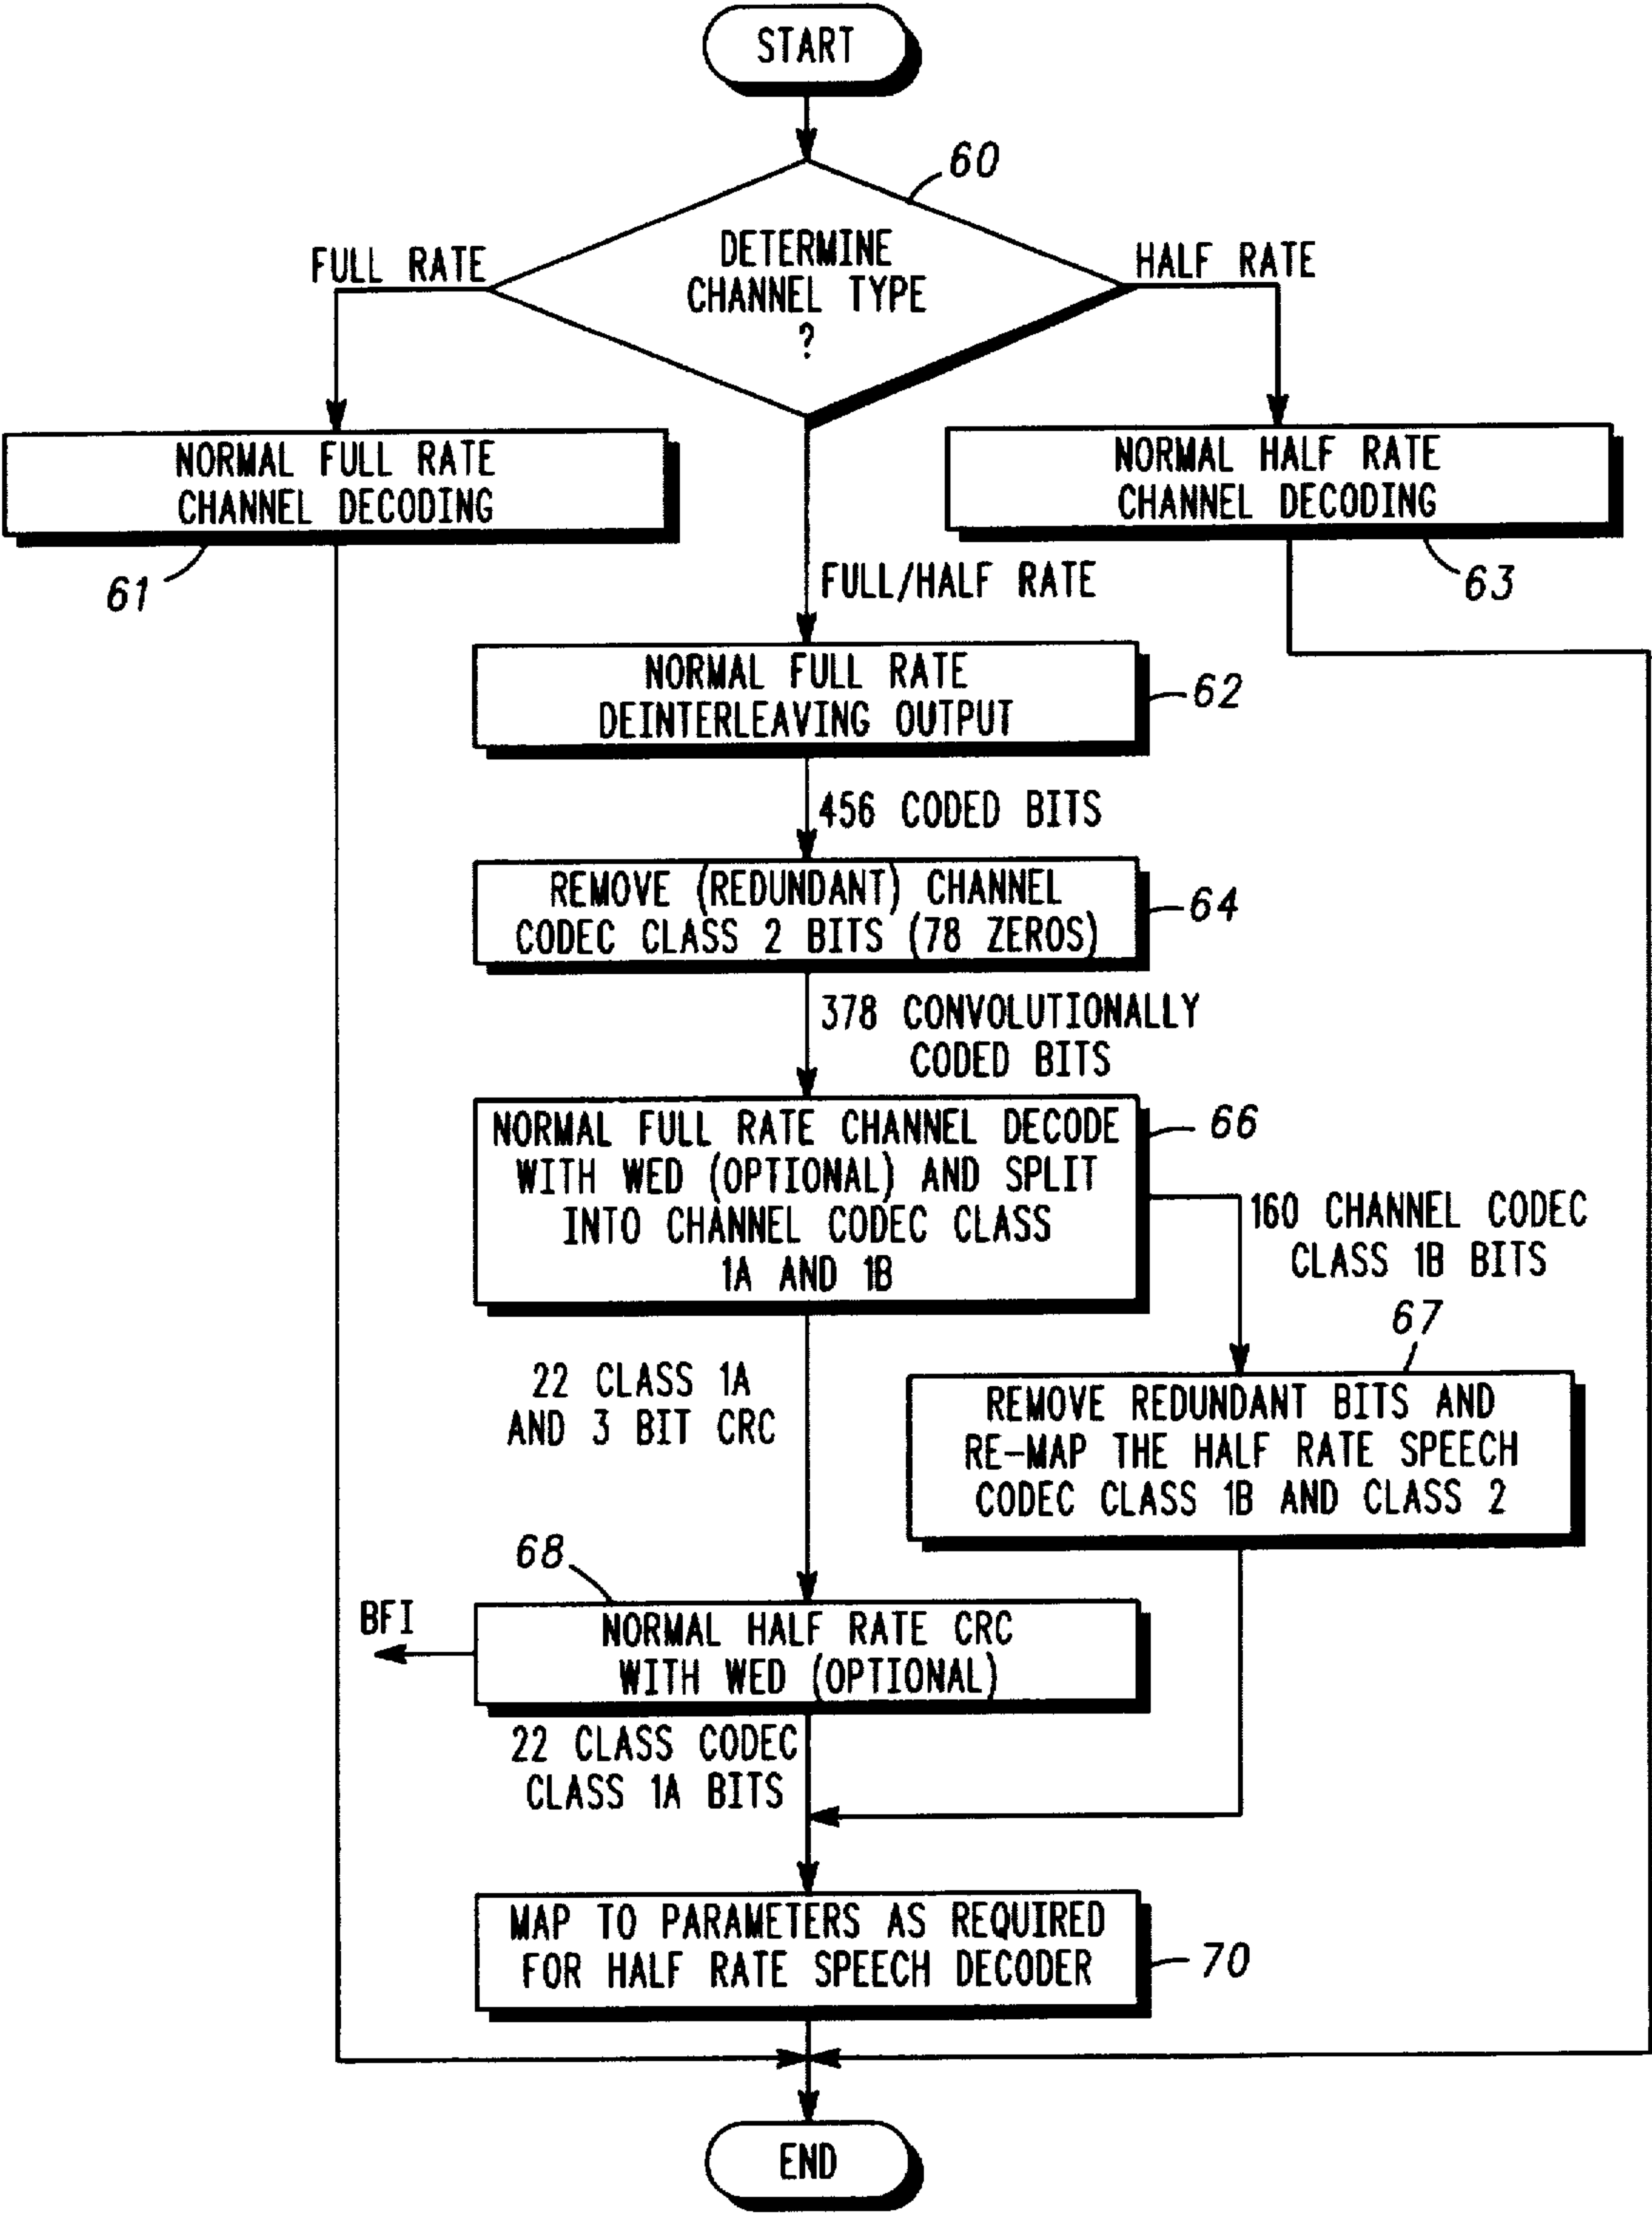 START
60
DETERMINE
CHANNEL TYPE
?
FULL RATE
HALF RATE
NORMAL FULL RATE
CHANNEL DECODING
61
NORMAL HALF RATE
CHANNEL DECODING
63
FULL/HALF RATE
NORMAL FULL RATE
DEINTERLEAVING OUTPUT
62
456 CODED BITS
REMOVE (REDUNDANT) CHANNEL
CODEC CLASS 2 BITS (78 ZEROS)
64
378 CONVOLUTIONALLY
CODED BITS
NORMAL FULL RATE CHANNEL DECODE
WITH WED (OPTIONAL) AND SPLIT
INTO CHANNEL CODEC CLASS
1A AND 1B
66
160 CHANNEL CODEC
CLASS 1B BITS
67
22 CLASS 1A
AND 3 BIT CRC
REMOVE REDUNDANT BITS AND
RE-MAP THE HALF RATE SPEECH
CODEC CLASS 1B AND CLASS 2
68
BFI
NORMAL HALF RATE CRC
WITH WED (OPTIONAL)
22 CLASS CODEC
CLASS 1A BITS
MAP TO PARAMETERS AS REQUIRED
FOR HALF RATE SPEECH DECODER
70
END